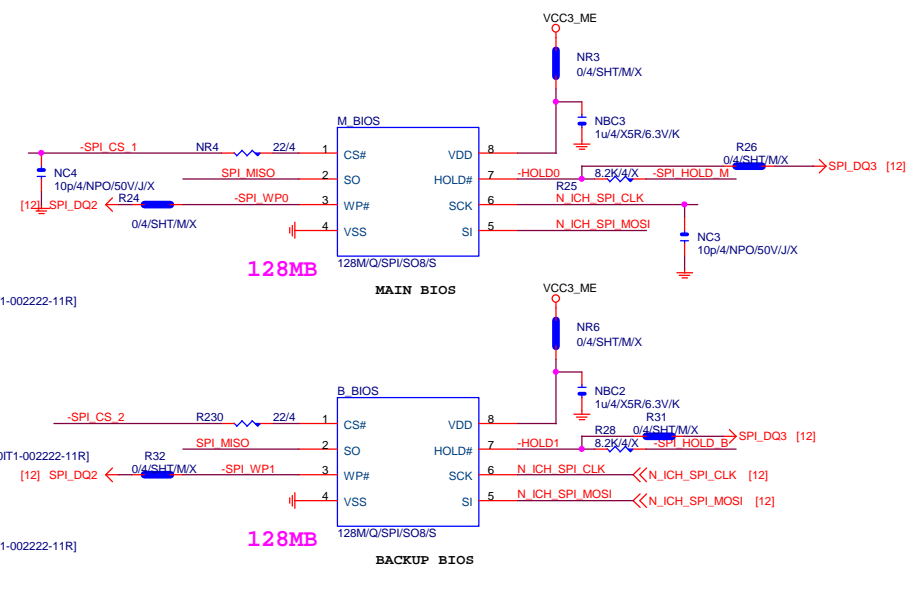 VCC3_ME
NR3
0/4/SHT/M/X
M_BIOS
NBC3
1u/4/X5R/6.3V/K
-SPI_CS_1
NR4
22/4
1
CS#
VDD
8
R26
0/4/SHT/M/X
SPI_DQ3 [12]
NC4
10p/4/NPO/50V/J/X
SPI_MISO
2
SO
HOLD#
7
-HOLD0
8.2K/4/X
-SPI_HOLD_M
R25
[12] SPI_DQ2
R24
0/4/SHT/M/X
-SPI_WP0
3
WP#
SCK
6
N_ICH_SPI_CLK
4
VSS
SI
5
N_ICH_SPI_MOSI
NC3
10p/4/NPO/50V/J/X
128MB
128M/Q/SPI/SO8/S
MAIN BIOS
1-002222-11R]
VCC3_ME
NR6
0/4/SHT/M/X
B_BIOS
NBC2
1u/4/X5R/6.3V/K
-SPI_CS_2
R230
22/4
1
CS#
VDD
8
R31
0/4/SHT/M/X
SPI_DQ3 [12]
SPI_MISO
2
SO
HOLD#
7
-HOLD1
R28
8.2K/4/X
-SPI_HOLD_B
0IT1-002222-11R]
[12] SPI_DQ2
R32
0/4/SHT/M/X
-SPI_WP1
3
WP#
SCK
6
N_ICH_SPI_CLK
N_ICH_SPI_CLK [12]
4
VSS
SI
5
N_ICH_SPI_MOSI
N_ICH_SPI_MOSI [12]
128MB
128M/Q/SPI/SO8/S
1-002222-11R]
BACKUP BIOS